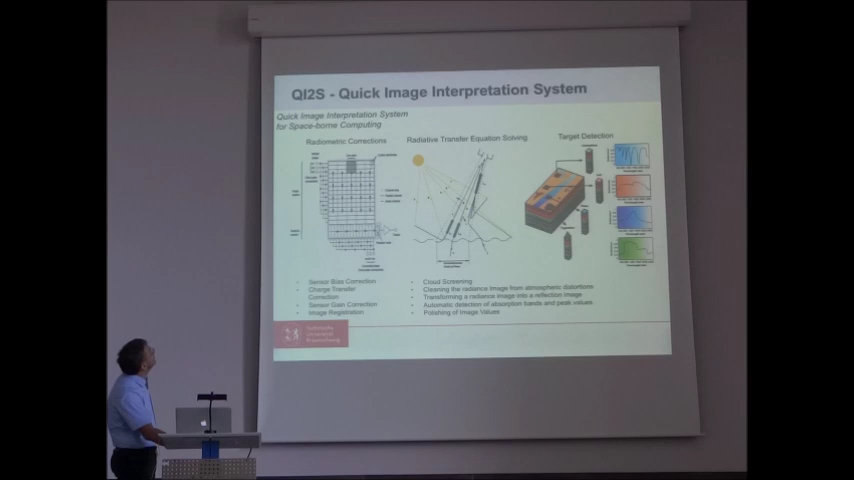 QI2S - Quick Image Interpretation System
Quick Image Interpretation System
for Space-borne Computing
Radiometric Corrections
Radiative Transfer Equation Solving
Target Detection
• Sensor Bias Correction
• Charge Transfer
Correction
• Sensor Gain Correction
• Image Registration
• Cloud Screening
• Cleaning the radiance image from atmospheric distortions
• Transforming a radiance image into a reflection image
• Automatic detection of absorption bands and peak values
• Polishing of Image Values
Technische
Universität
Braunschweig